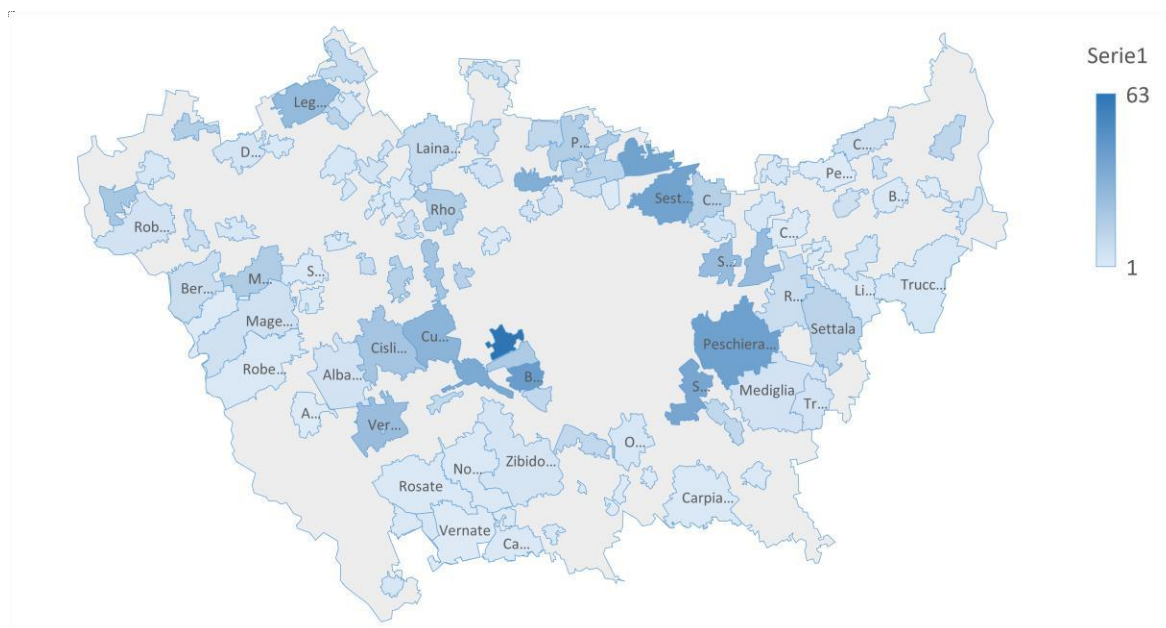 Serie1
63
1
Leg...
D...
Laina...
P...
C...
Pe...
Sest...
C...
B...
Rho
Rob...
C...
S...
M...
S...
Ber...
R...
Li...
Trucc...
Mage...
Settala
Cu...
Cisli...
Peschiera...
Robe...
Alba...
B...
S...
Mediglia
Tr...
A...
Ver...
O...
No...
Zibido...
Rosate
Carpia...
Vernate
Ca...